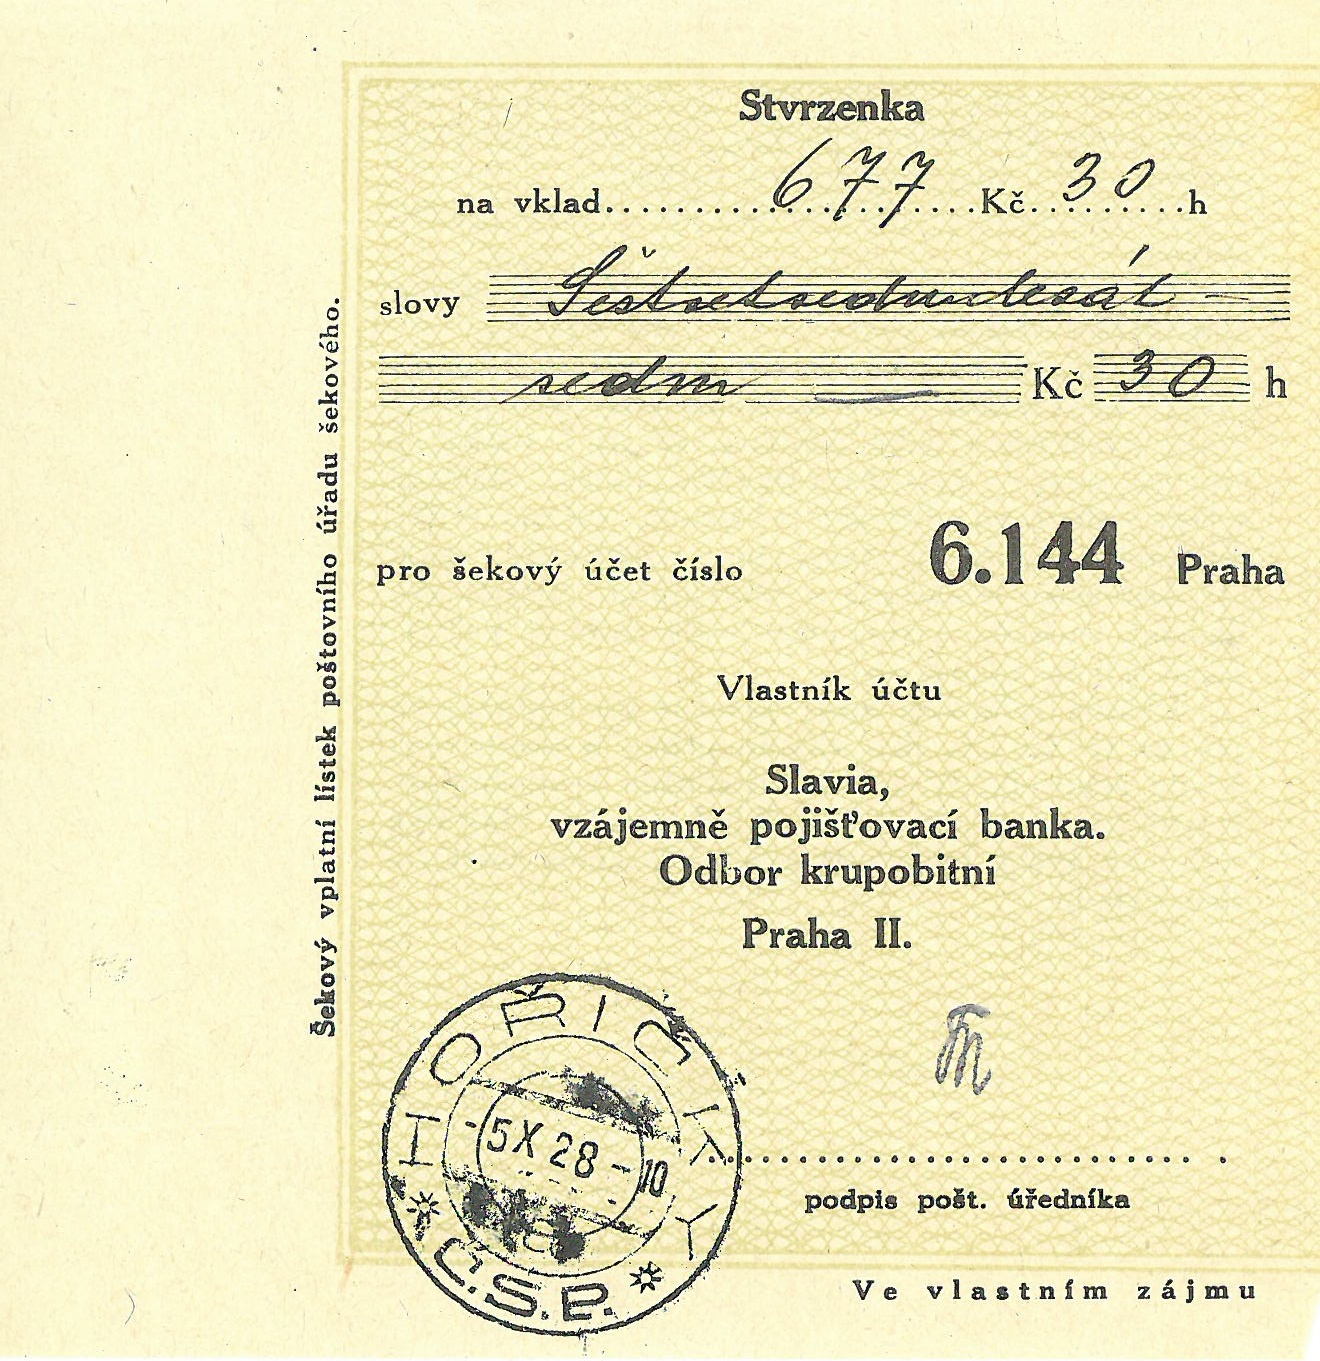 Stvrzenka
na vklad 677 Kč 30 h
slovy Šestsetsedmdesát
sedm Kč 30 h
pro šekový účet číslo 6.144 Praha
Vlastník účtu
Slavia,
vzájemně pojišťovací banka.
Odbor krupobitní
Praha II.
HOŘIČKY
5 X 28 - 10
Č.S.P.
podpis pošt. úředníka
Ve vlastním zájmu
Šekový vplatní lístek poštovního úřadu šekového.